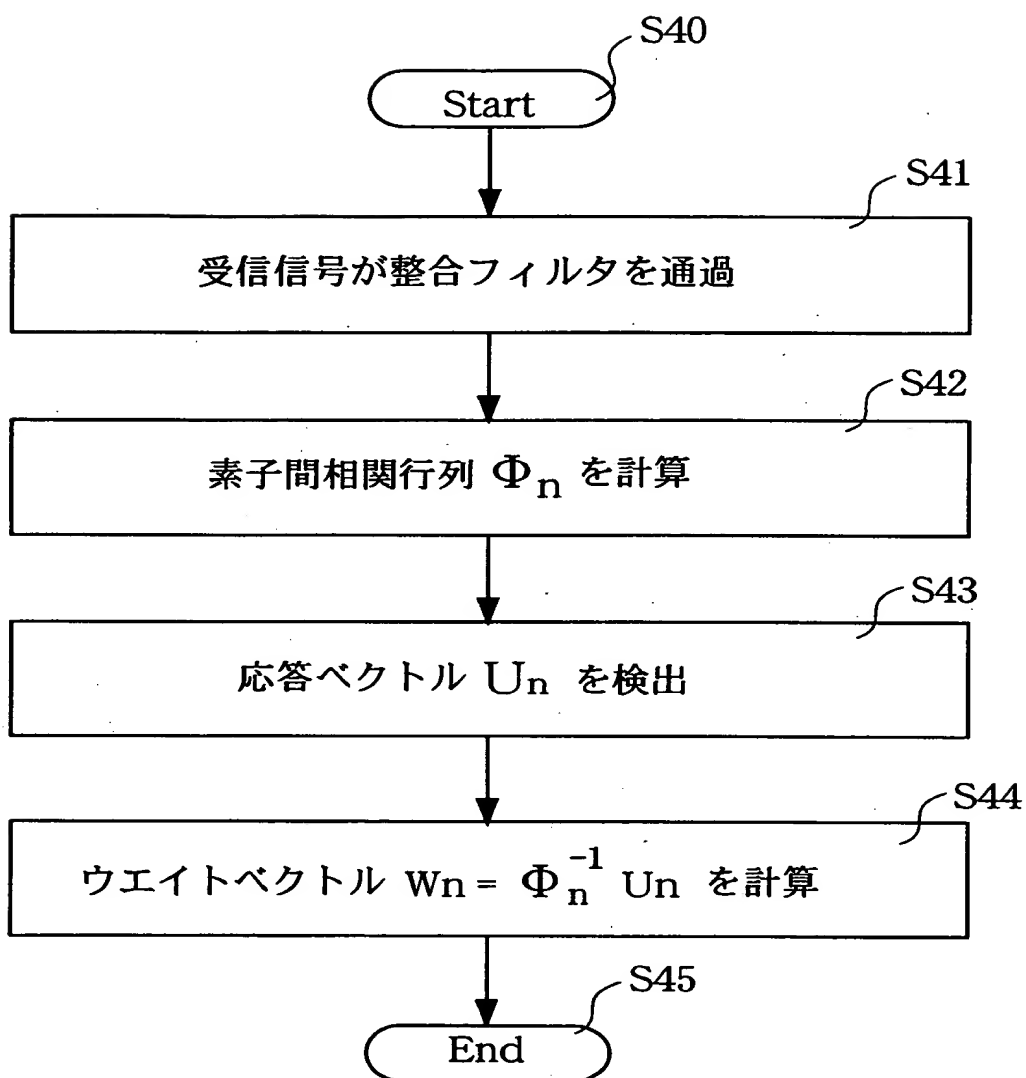 S40
Start
S41
受信信号が整合フィルタを通過
S42
素子間相関行列 Φn を計算
S43
応答ベクトル Un を検出
S44
ウエイトベクトル Wn = Φn⁻¹ Un を計算
S45
End